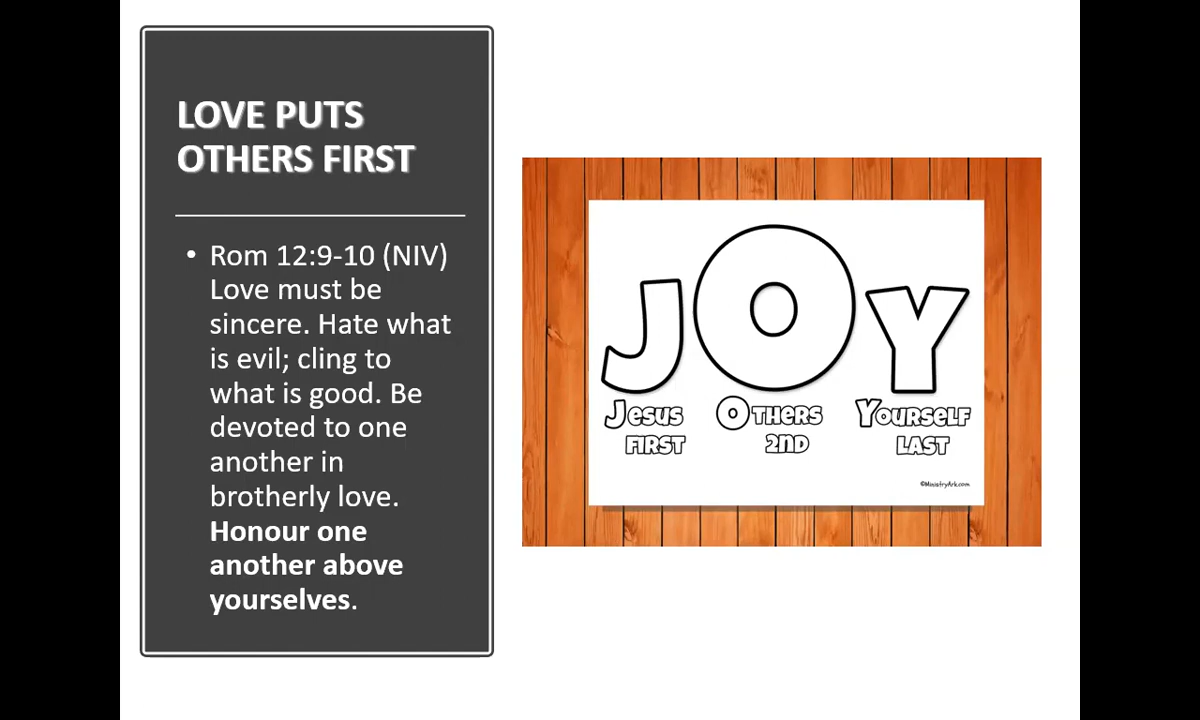 LOVE PUTS
OTHERS FIRST
• Rom 12:9-10 (NIV)
Love must be
sincere. Hate what
is evil; cling to
what is good. Be
devoted to one
another in
brotherly love.
Honour one
another above
yourselves.
JOY
Jesus Others Yourself
FIRST 2ND LAST
©MinistryArk.com